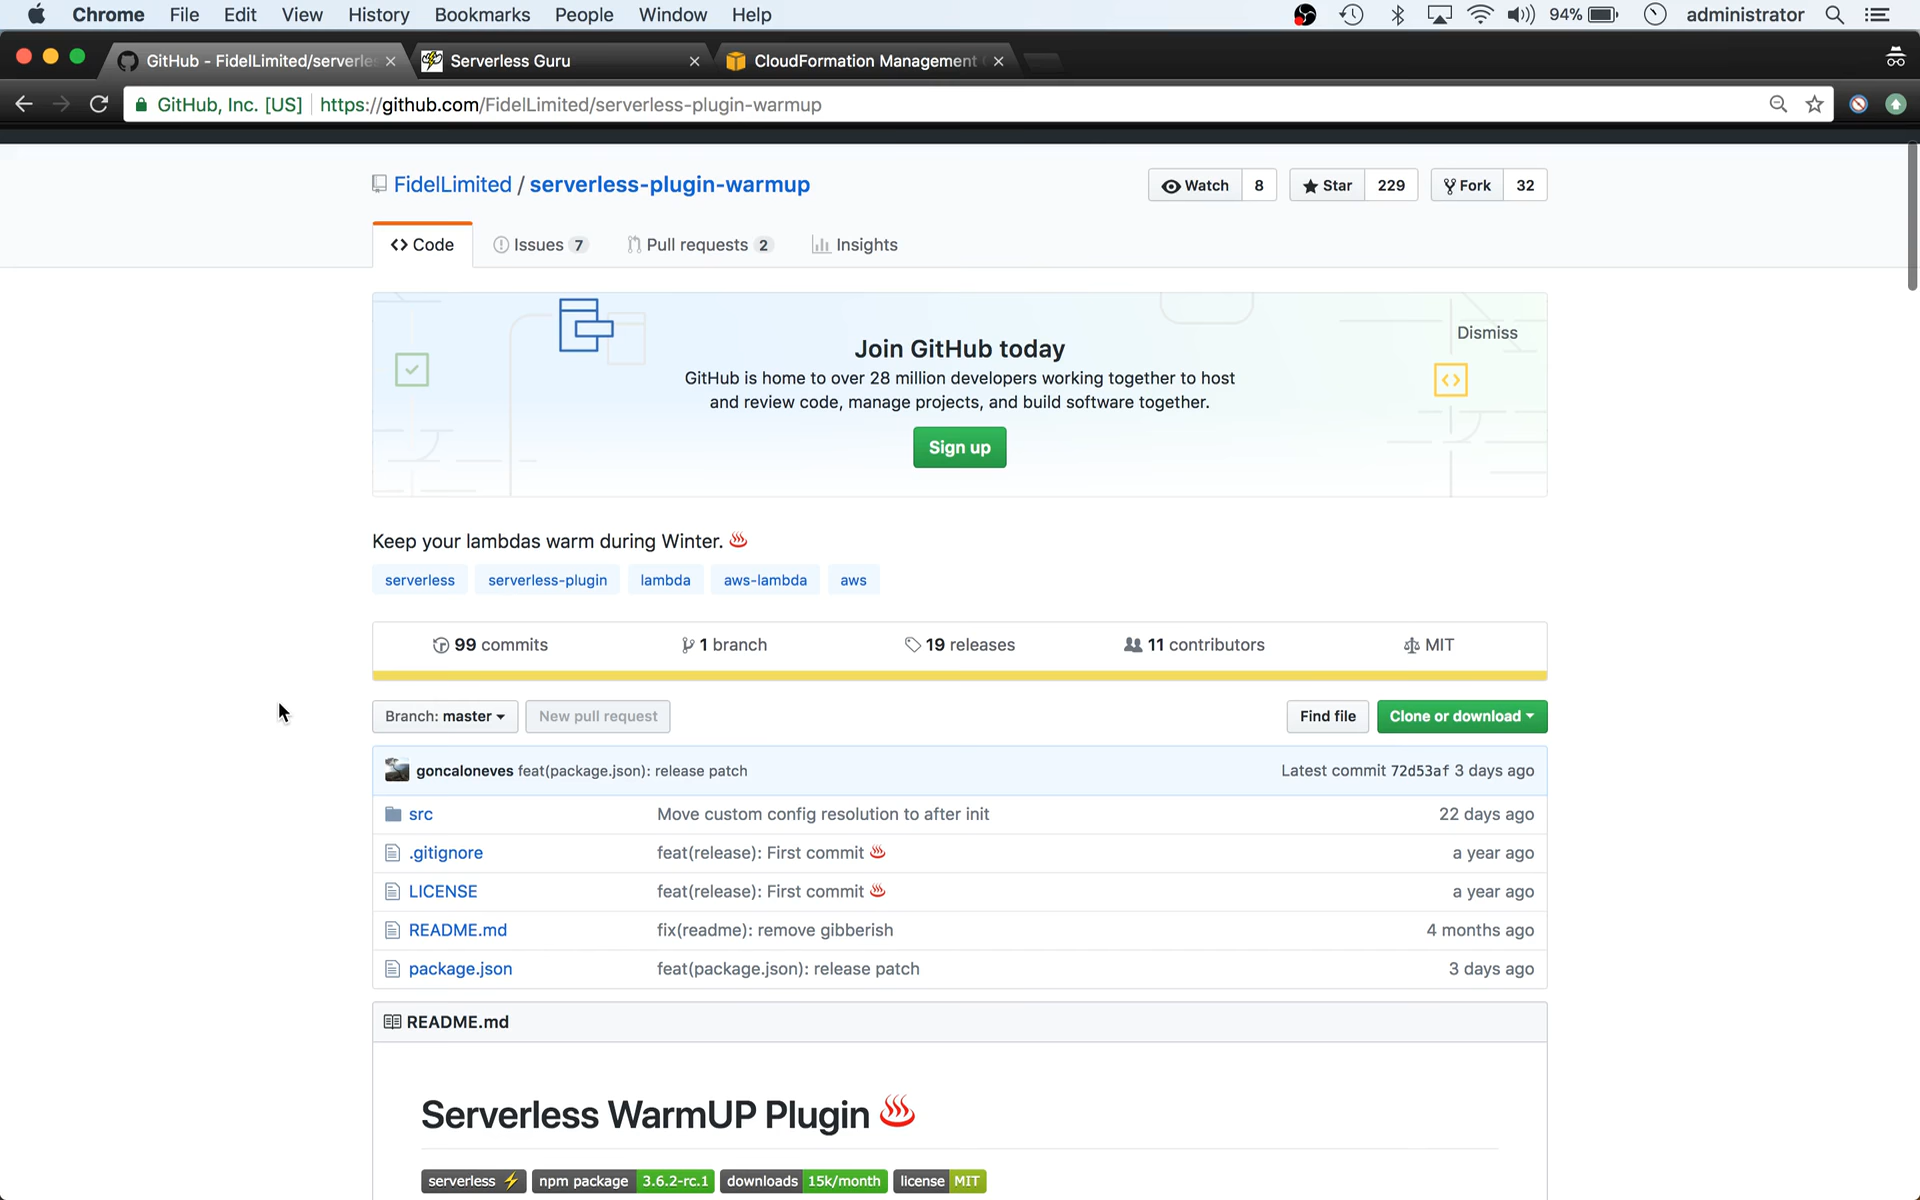 Chrome File Edit View History Bookmarks People Window Help 94% administrator
GitHub - FidelLimited/serverles Serverless Guru CloudFormation Management
GitHub, Inc. [US] https://github.com/FidelLimited/serverless-plugin-warmup
FidelLimited / serverless-plugin-warmup Watch 8 Star 229 Fork 32
Code Issues 7 Pull requests 2 Insights
Dismiss
Join GitHub today
GitHub is home to over 28 million developers working together to host
and review code, manage projects, and build software together.
Sign up
Keep your lambdas warm during Winter.
serverless serverless-plugin lambda aws-lambda aws
99 commits 1 branch 19 releases 11 contributors MIT
Branch: master New pull request Find file Clone or download
goncaloneves feat(package.json): release patch Latest commit 72d53af 3 days ago
src Move custom config resolution to after init 22 days ago
.gitignore feat(release): First commit a year ago
LICENSE feat(release): First commit a year ago
README.md fix(readme): remove gibberish 4 months ago
package.json feat(package.json): release patch 3 days ago
README.md
Serverless WarmUP Plugin
serverless npm package 3.6.2-rc.1 downloads 15k/month license MIT